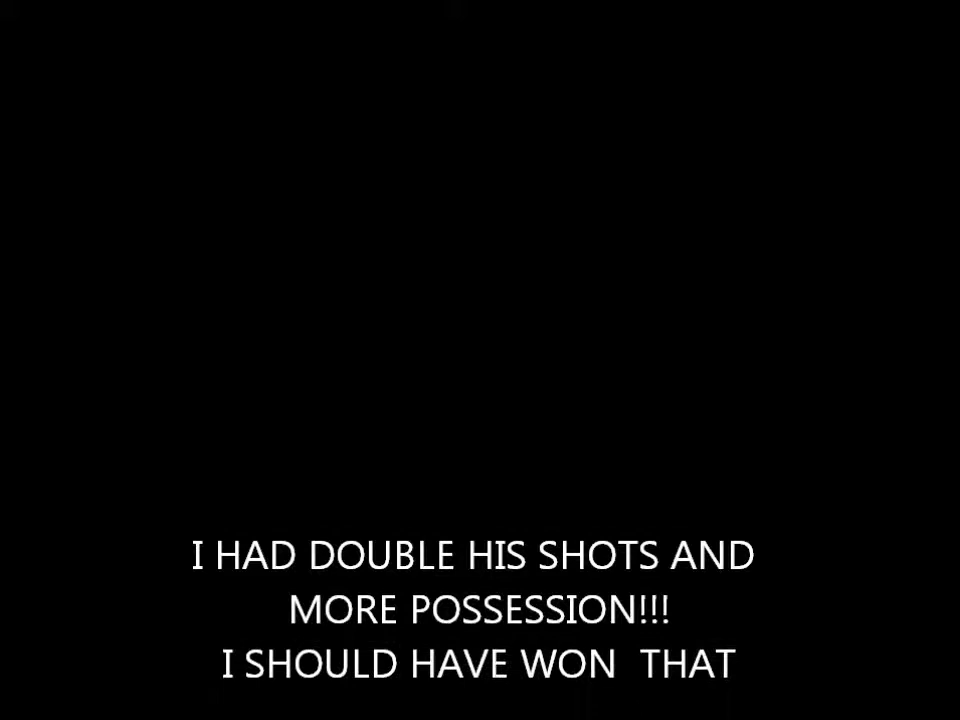 I HAD DOUBLE HIS SHOTS AND
MORE POSSESSION!!!
I SHOULD HAVE WON  THAT